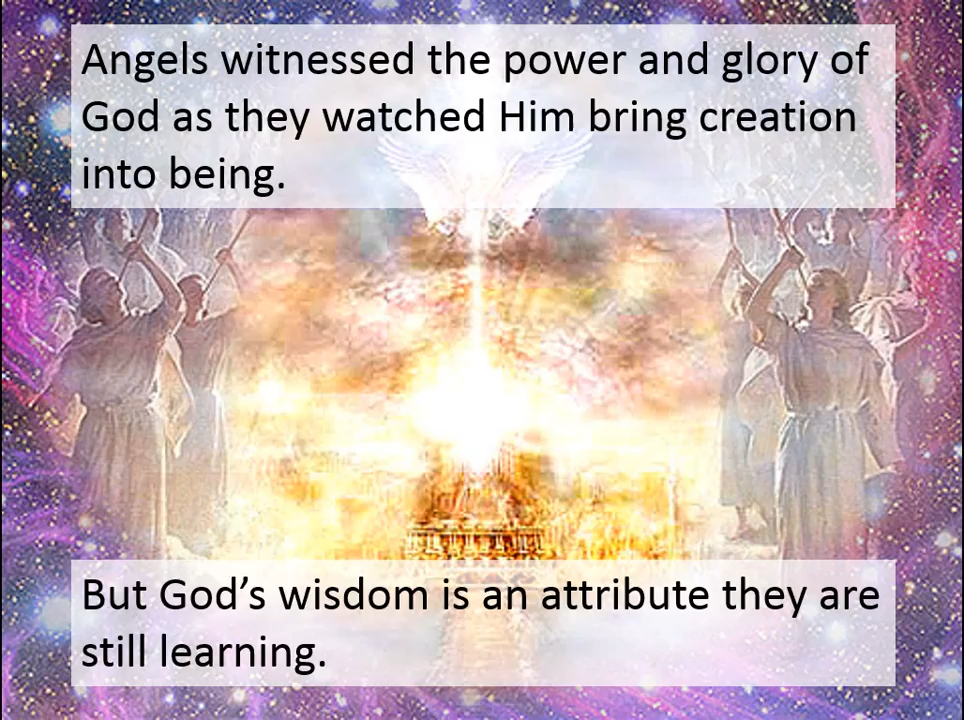 Angels witnessed the power and glory of
God as they watched Him bring creation
into being.
But God’s wisdom is an attribute they are
still learning.